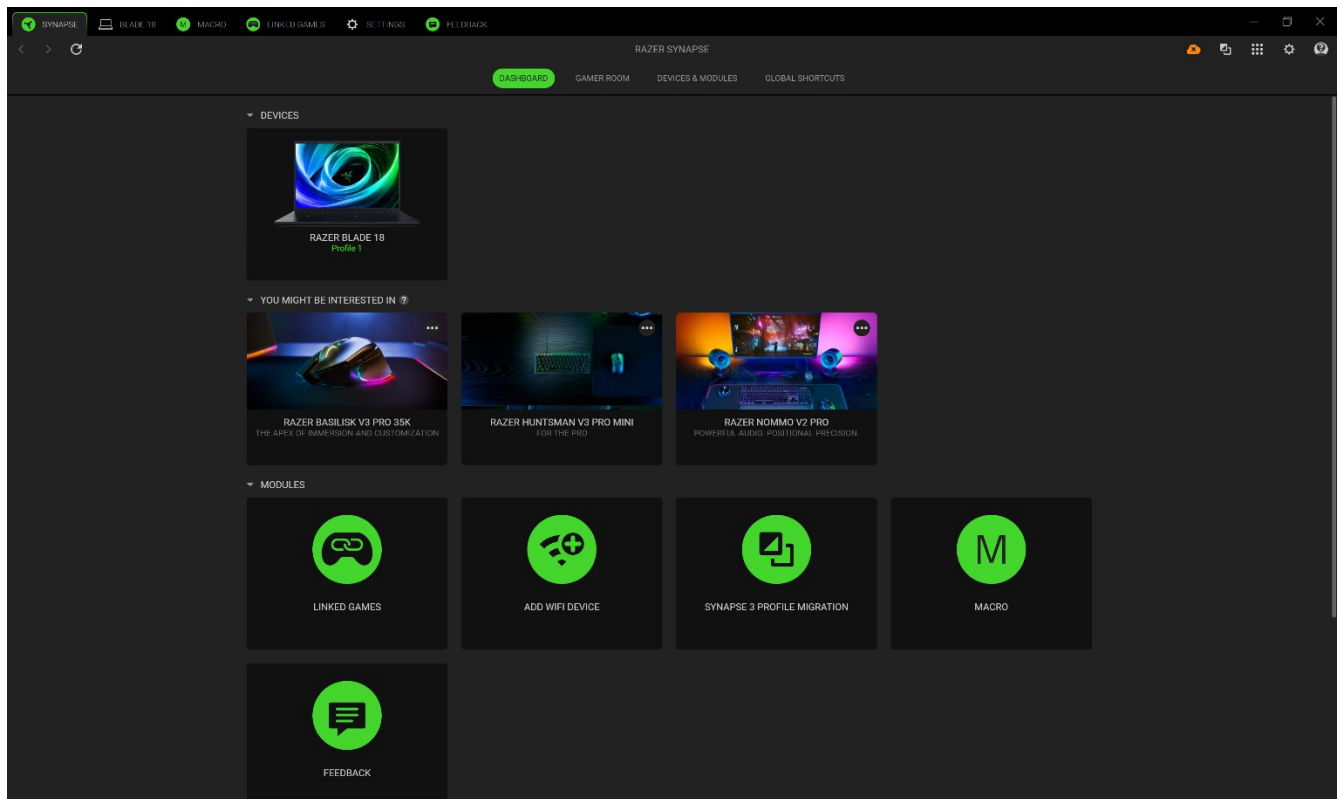 SYNAPSE
BLADE 18
M MACRO
LINKED GAMES
SETTINGS
FEEDBACK
RAZER SYNAPSE
DASHBOARD
GAMER ROOM
DEVICES & MODULES
GLOBAL SHORTCUTS
DEVICES
RAZER BLADE 18
Profile 1
YOU MIGHT BE INTERESTED IN ?
RAZER BASILISK V3 PRO 35K
THE APEX OF IMMERSION AND CUSTOMIZATION
RAZER HUNTSMAN V3 PRO MINI
FOR THE PRO
RAZER NOMMO V2 PRO
POWERFUL AUDIO. POSITIONAL PRECISION.
MODULES
LINKED GAMES
ADD WIFI DEVICE
SYNAPSE 3 PROFILE MIGRATION
M
MACRO
FEEDBACK